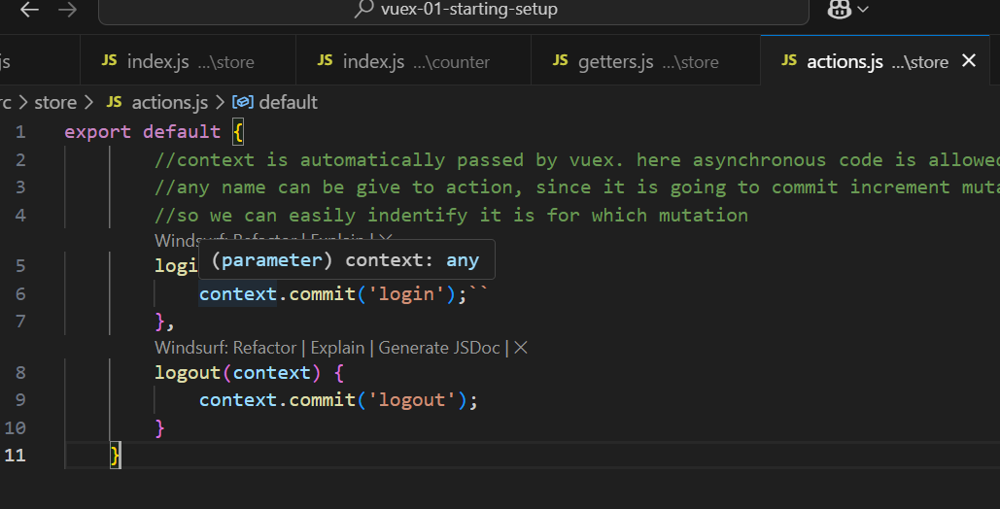 vuex-01-starting-setup
js
JS index.js ...\store
JS index.js ...\counter
JS getters.js ...\store
JS actions.js ...\store
rc > store > JS actions.js > default
1 export default {
2 //context is automatically passed by vuex. here asynchronous code is allowed
3 //any name can be give to action, since it is going to commit increment muta
4 //so we can easily indentify it is for which mutation
Windsurf: Refactor | Explain |
(parameter) context: any
5 logi
6 context.commit('login');``
7 },
Windsurf: Refactor | Explain | Generate JSDoc | ×
8 logout(context) {
9 context.commit('logout');
10 }
11 }